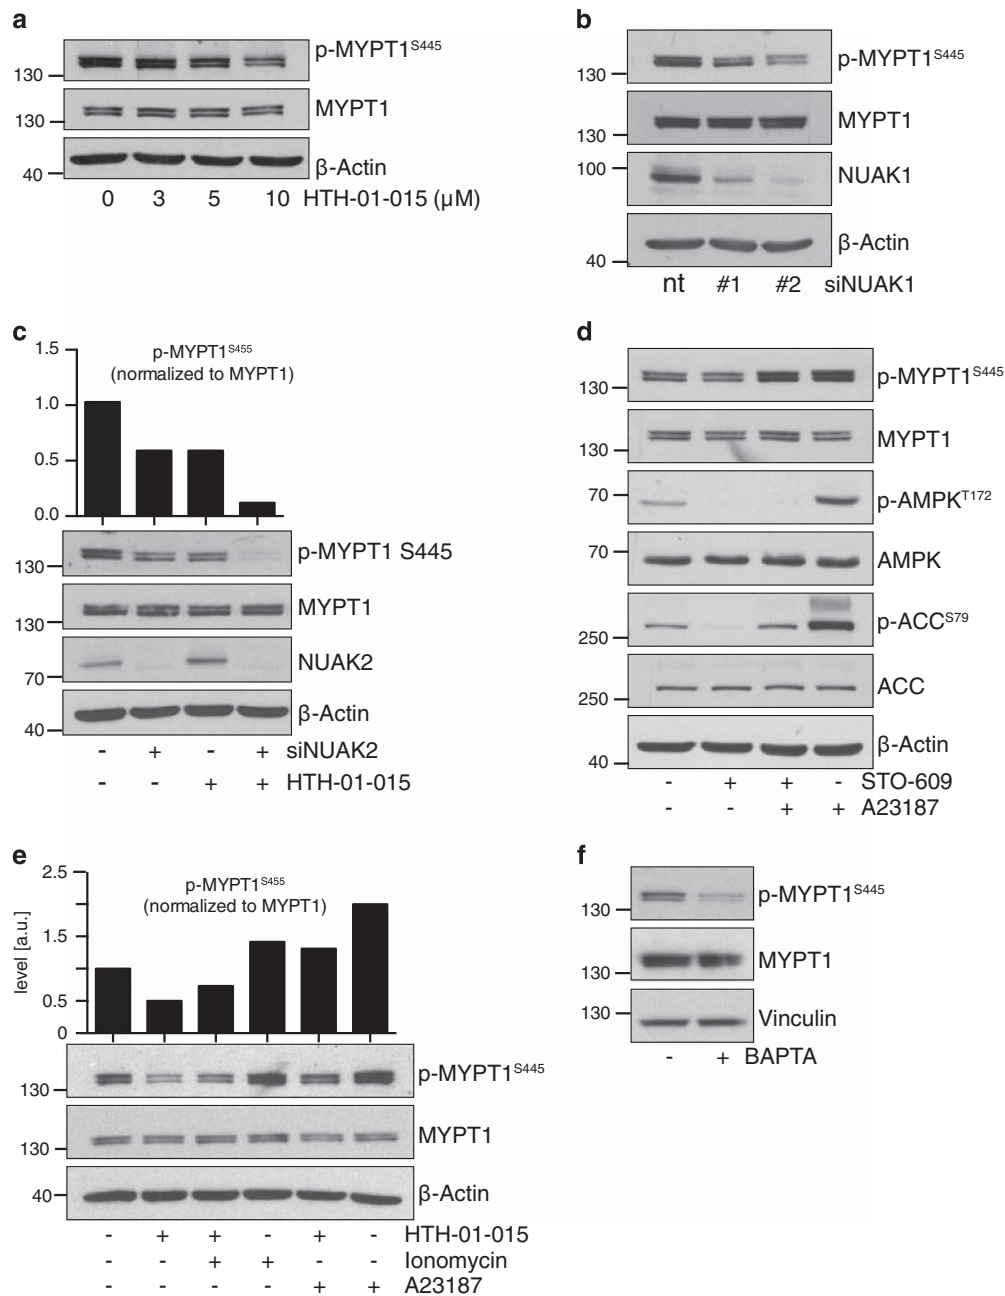 a
p-MYPT1S445
130
MYPT1
130
β-Actin
40
0 3 5 10 HTH-01-015 (µM)
b
p-MYPT1S445
130
MYPT1
130
100
NUAK1
β-Actin
40
nt #1 #2 siNUAK1
c
1.5
p-MYPT1S455
(normalized to MYPT1)
1.0
0.5
0.0
p-MYPT1 S445
130
MYPT1
130
NUAK2
70
β-Actin
40
- + - + siNUAK2
- - + + HTH-01-015
d
p-MYPT1S445
130
MYPT1
130
70
p-AMPKT172
70
AMPK
p-ACCS79
250
ACC
250
β-Actin
40
- + + - STO-609
- - + + A23187
e
2.5
p-MYPT1S455
(normalized to MYPT1)
level [a.u.]
1.5
0.5
0
p-MYPT1S445
130
MYPT1
130
40
β-Actin
- + + - + - HTH-01-015
- - + + - - Ionomycin
- - - - + + A23187
f
p-MYPT1S445
130
MYPT1
130
130
Vinculin
- + BAPTA